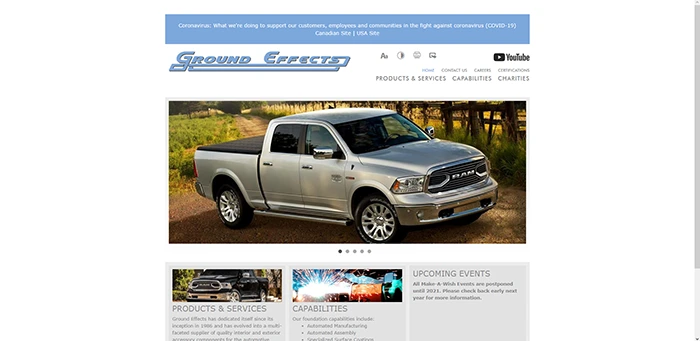 Coronavirus: What we're doing to support our customers, employees and communities in the fight against coronavirus (COVID-19)
Canadian Site | USA Site
GROUND EFFECTS
Aa
YouTube
HOME CONTACT US CAREERS CERTIFICATIONS
PRODUCTS & SERVICES CAPABILITIES CHARITIES
RAM
PRODUCTS & SERVICES
Ground Effects has dedicated itself since its
inception in 1986 and has evolved into a multi-
faceted supplier of quality interior and exterior
accessory components for the automotive
CAPABILITIES
Our foundation capabilities include:
• Automated Manufacturing
• Automated Assembly
• Specialized Surface Coatings
UPCOMING EVENTS
All Make-A-Wish Events are postponed
until 2021. Please check back early next
year for more information.